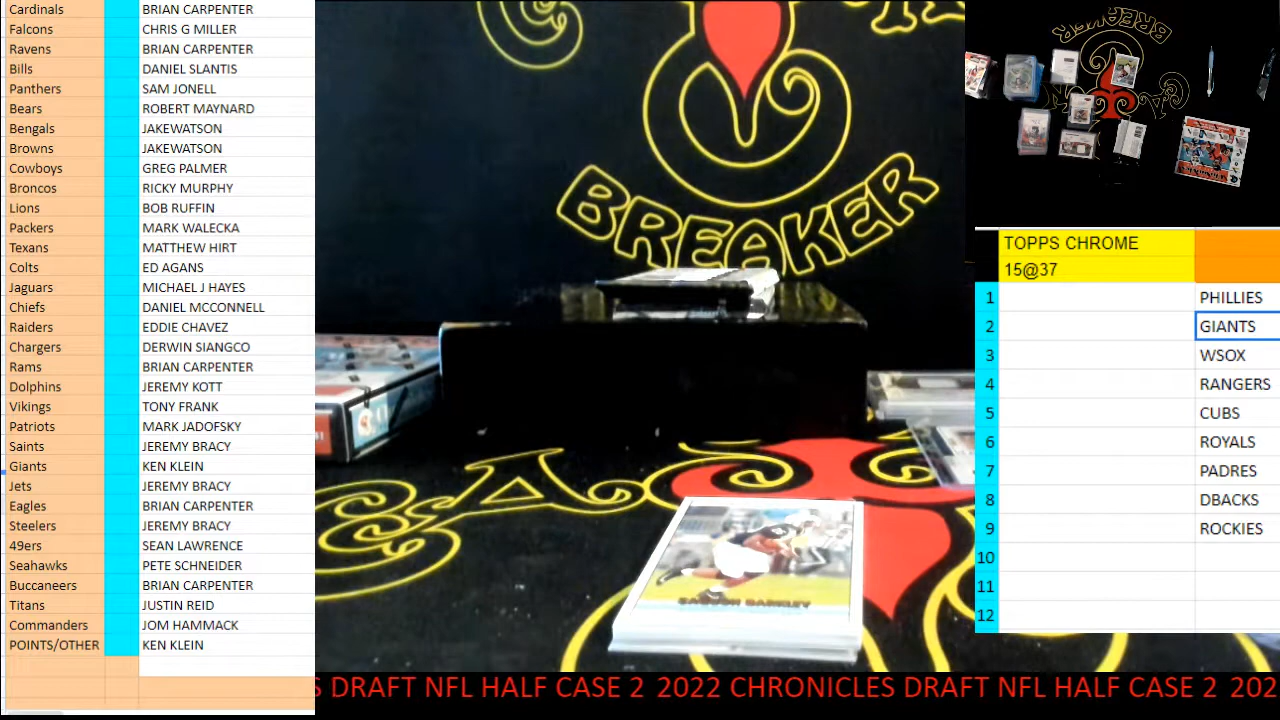 Cardinals BRIAN CARPENTER
Falcons CHRIS G MILLER
Ravens BRIAN CARPENTER
Bills DANIEL SLANTIS
Panthers SAM JONELL
Bears ROBERT MAYNARD
Bengals JAKEWATSON
Browns JAKEWATSON
Cowboys GREG PALMER
Broncos RICKY MURPHY
Lions BOB RUFFIN
Packers MARK WALECKA
Texans MATTHEW HIRT
Colts ED AGANS
Jaguars MICHAEL J HAYES
Chiefs DANIEL MCCONNELL
Raiders EDDIE CHAVEZ
Chargers DERWIN SIANGCO
Rams BRIAN CARPENTER
Dolphins JEREMY KOTT
Vikings TONY FRANK
Patriots MARK JADOFSKY
Saints JEREMY BRACY
Giants KEN KLEIN
Jets JEREMY BRACY
Eagles BRIAN CARPENTER
Steelers JEREMY BRACY
49ers SEAN LAWRENCE
Seahawks PETE SCHNEIDER
Buccaneers BRIAN CARPENTER
Titans JUSTIN REID
Commanders JOM HAMMACK
POINTS/OTHER KEN KLEIN
BREAKER
BREAKER
TOPPS CHROME
15@37
1 PHILLIES
2 GIANTS
3 WSOX
4 RANGERS
5 CUBS
6 ROYALS
7 PADRES
8 DBACKS
9 ROCKIES
10
11
12
S DRAFT NFL HALF CASE 2 2022 CHRONICLES DRAFT NFL HALF CASE 2 202